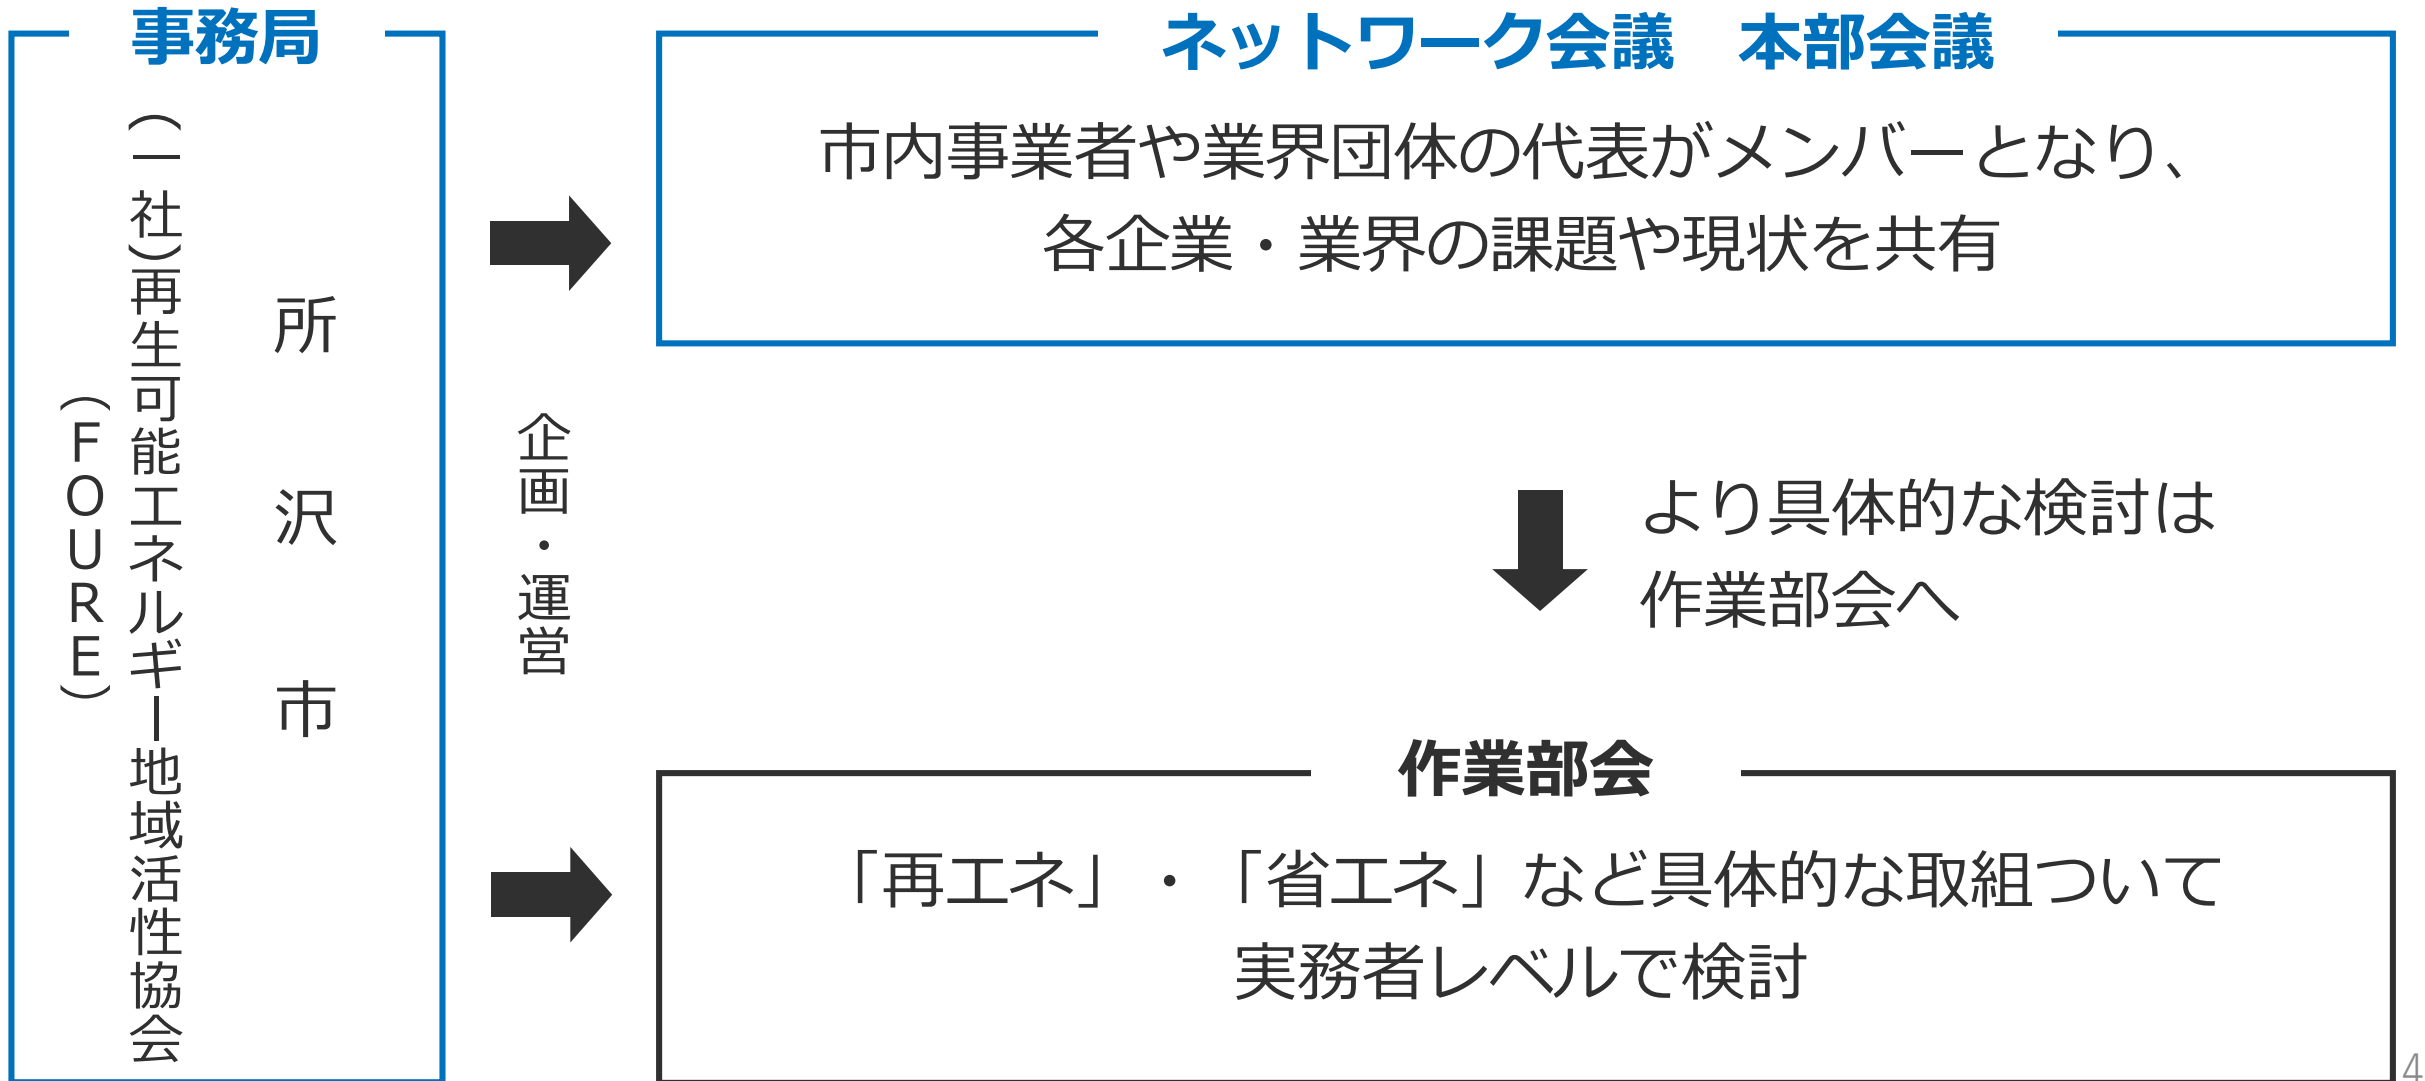 事務局
所沢市
（一社）再生可能エネルギー地域活性協会
（ＦＯＵＲＥ）
企画・運営
ネットワーク会議　本部会議
市内事業者や業界団体の代表がメンバーとなり、
各企業・業界の課題や現状を共有
より具体的な検討は
作業部会へ
作業部会
「再エネ」・「省エネ」など具体的な取組ついて
実務者レベルで検討
4